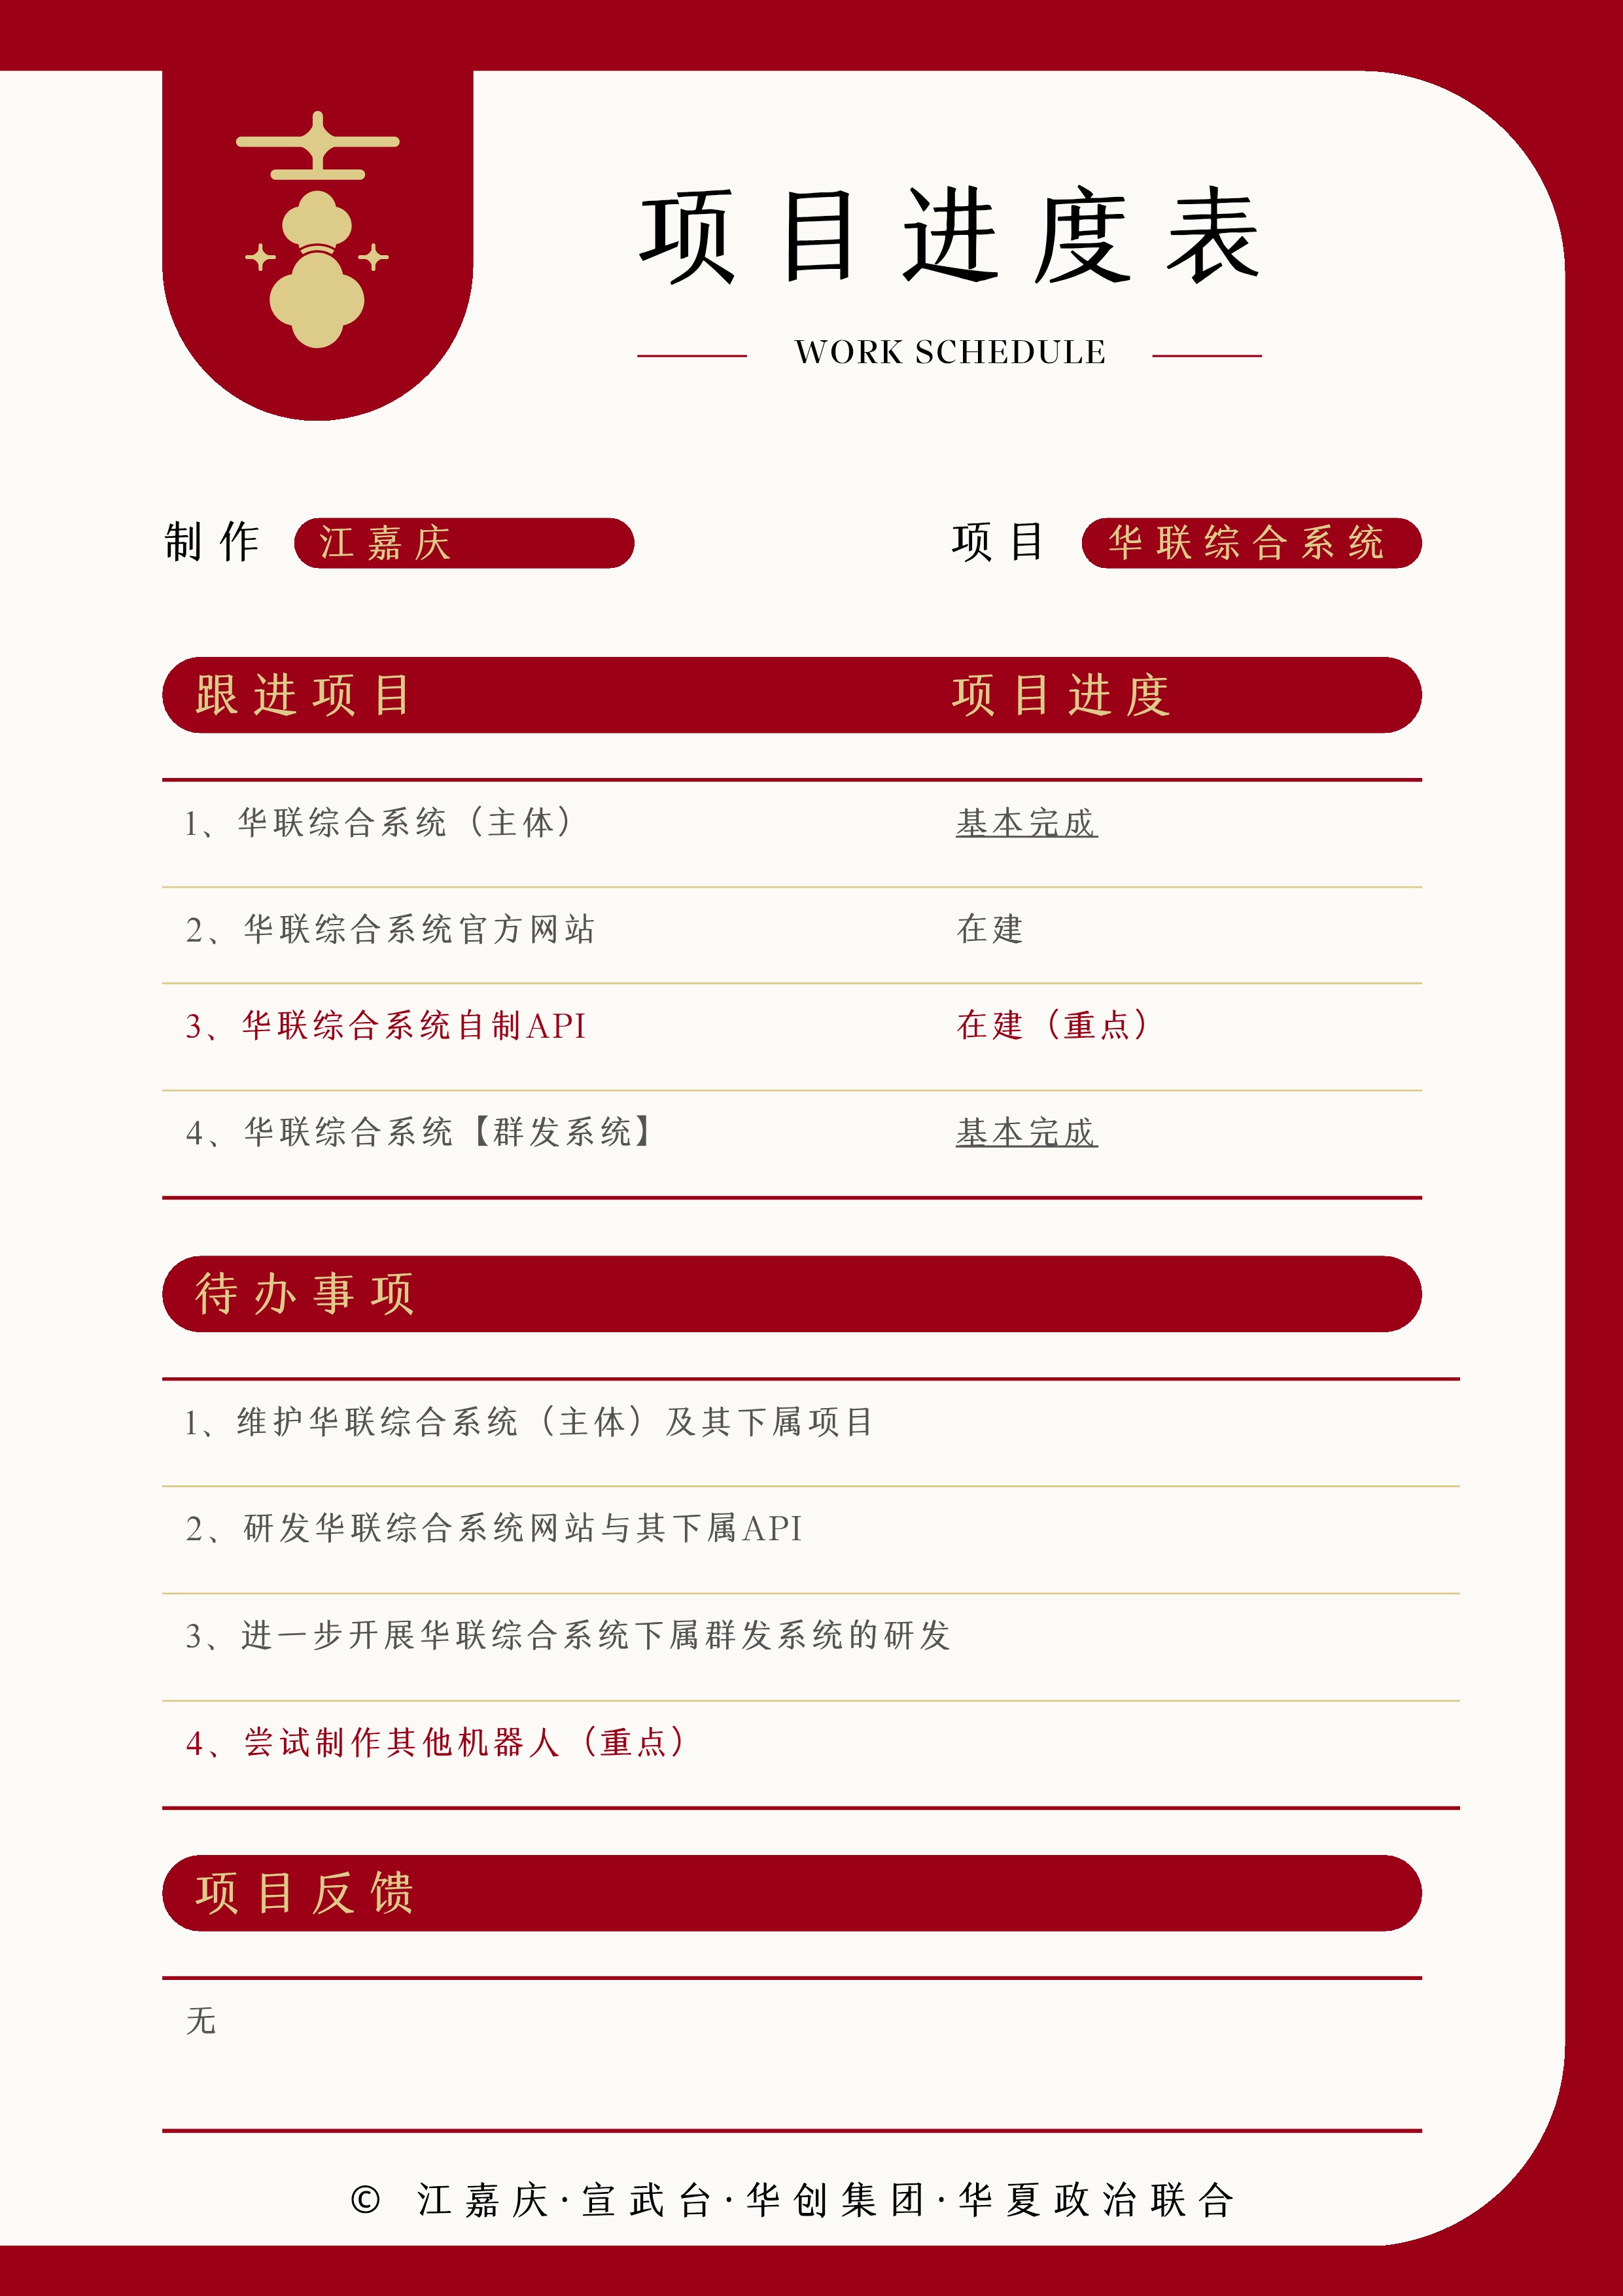 项目进度表
WORK SCHEDULE
制作 江嘉庆 项目 华联综合系统
跟进项目 项目进度
1、华联综合系统（主体） 基本完成
2、华联综合系统官方网站 在建
3、华联综合系统自制API 在建（重点）
4、华联综合系统【群发系统】 基本完成
待办事项
1、维护华联综合系统（主体）及其下属项目
2、研发华联综合系统网站与其下属API
3、进一步开展华联综合系统下属群发系统的研发
4、尝试制作其他机器人（重点）
项目反馈
无
© 江嘉庆·宣武台·华创集团·华夏政治联合